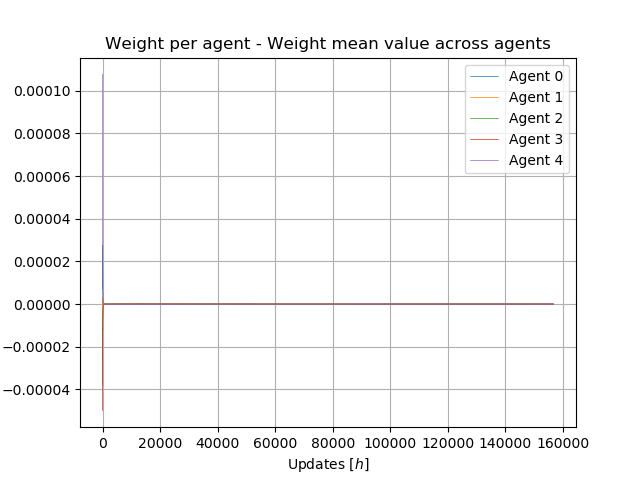 Weight per agent - Weight mean value across agents
0.00010
0.00008
0.00006
0.00004
0.00002
0.00000
−0.00002
−0.00004
Agent 0
Agent 1
Agent 2
Agent 3
Agent 4
0 20000 40000 60000 80000 100000 120000 140000 160000
Updates [h]